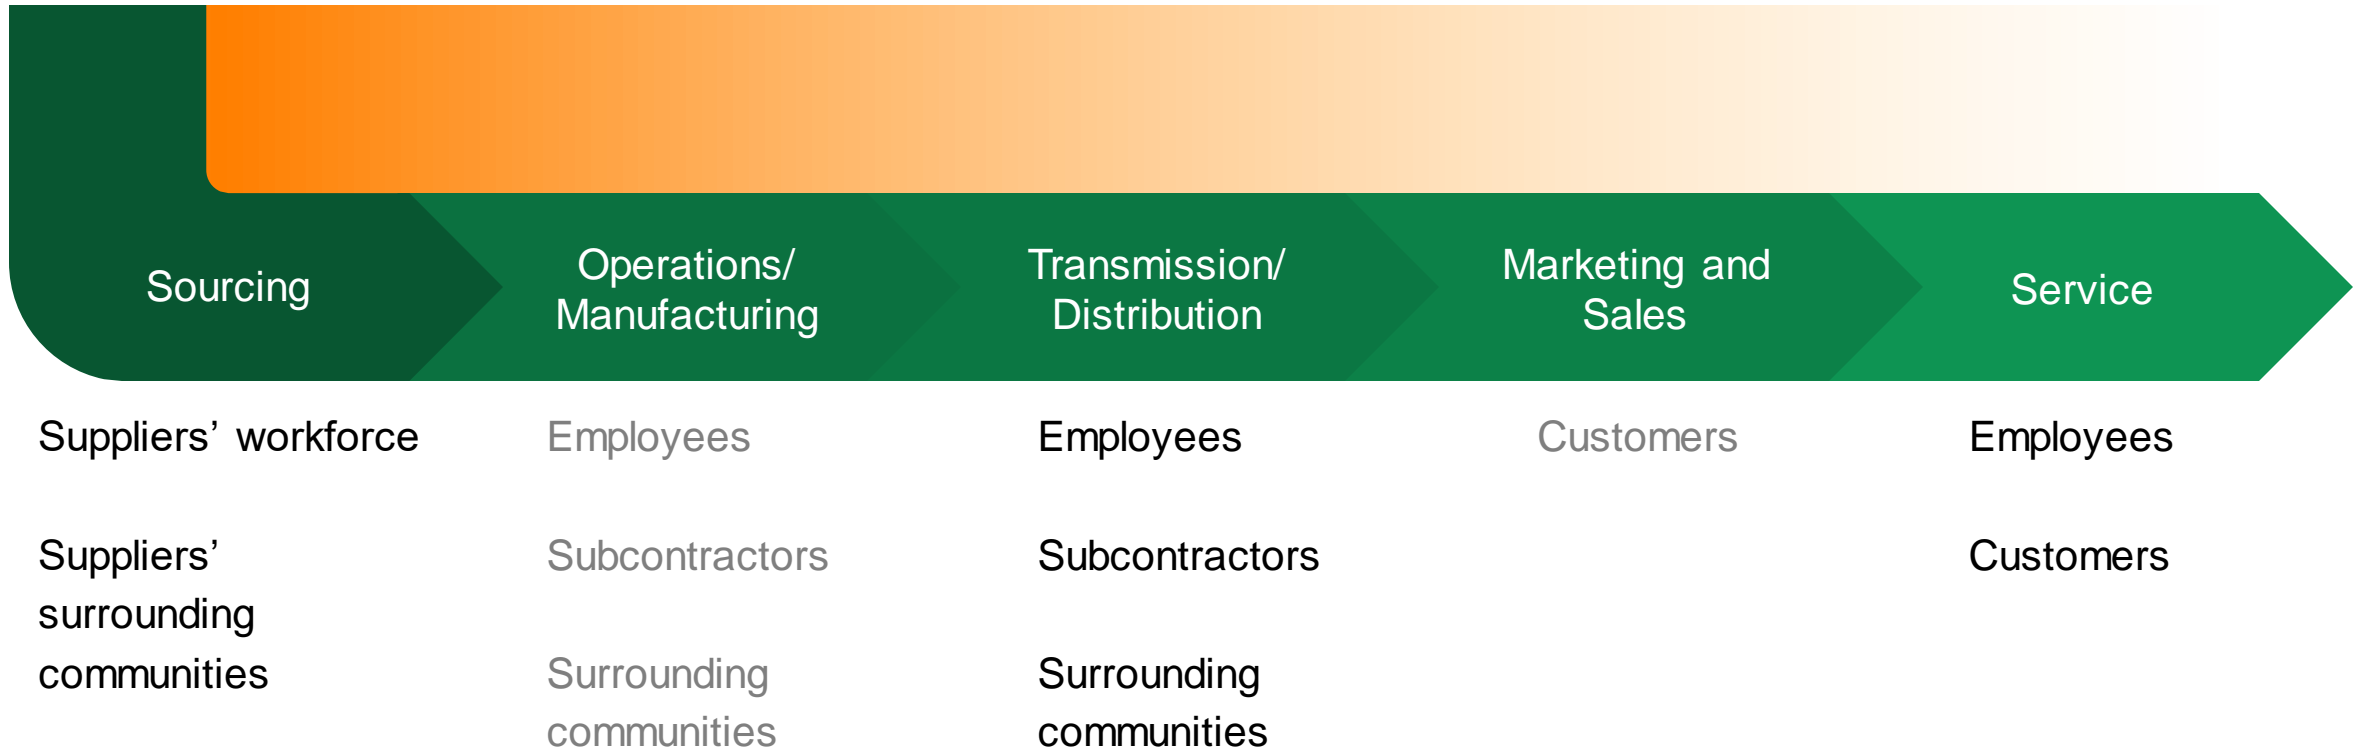 Sourcing
Operations/
Manufacturing
Transmission/
Distribution
Marketing and
Sales
Service
Suppliers’ workforce
Suppliers’
surrounding
communities
Employees
Subcontractors
Surrounding
communities
Employees
Subcontractors
Surrounding
communities
Customers
Employees
Customers